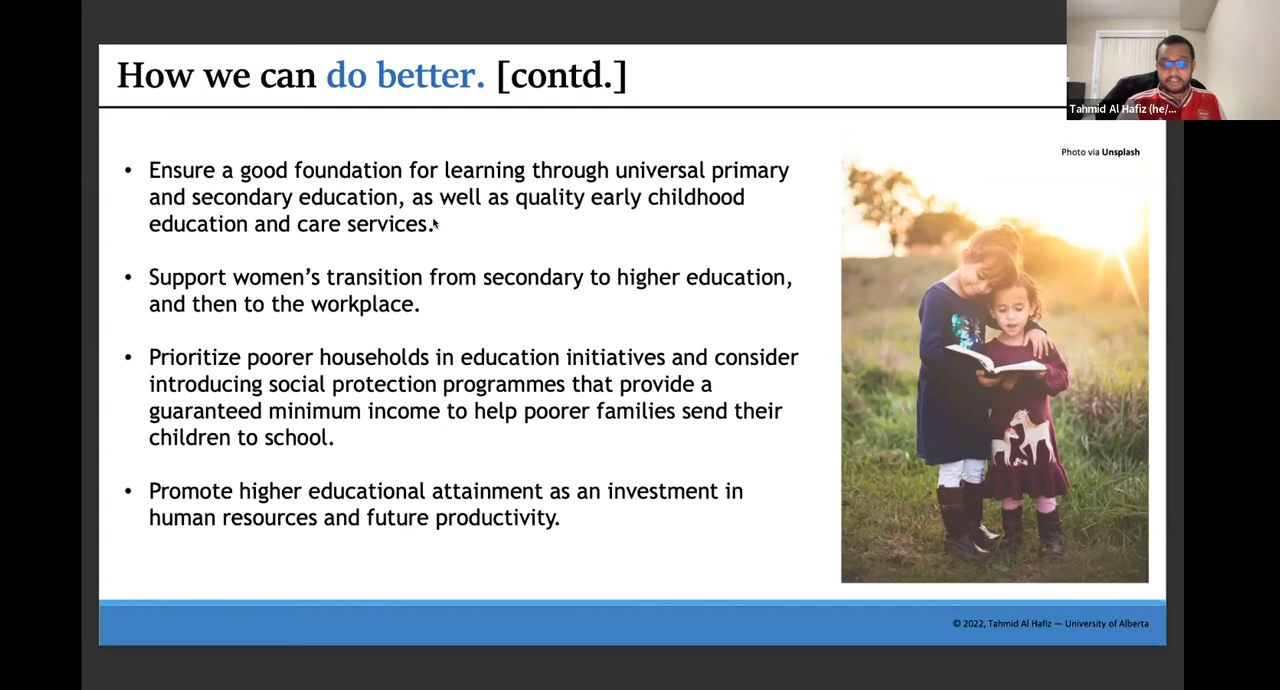 How we can do better. [contd.]
Tahmid Al Hafiz (he/...
Photo via Unsplash
• Ensure a good foundation for learning through universal primary
and secondary education, as well as quality early childhood
education and care services.
• Support women’s transition from secondary to higher education,
and then to the workplace.
• Prioritize poorer households in education initiatives and consider
introducing social protection programmes that provide a
guaranteed minimum income to help poorer families send their
children to school.
• Promote higher educational attainment as an investment in
human resources and future productivity.
© 2022, Tahmid Al Hafiz — University of Alberta